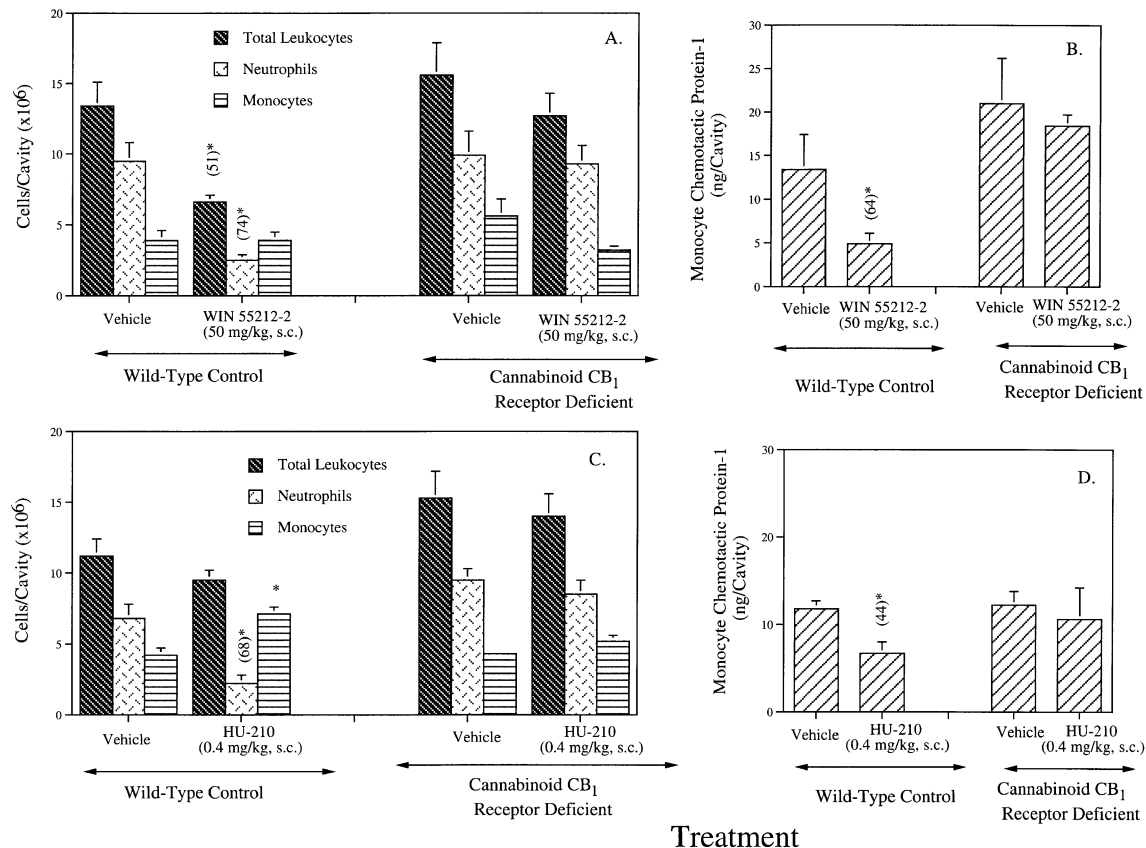 A.
20
15
10
5
0
Cells/Cavity (x10^6)
Total Leukocytes
Neutrophils
Monocytes
(51)*
(74)*
Vehicle
WIN 55212-2
(50 mg/kg, s.c.)
Vehicle
WIN 55212-2
(50 mg/kg, s.c.)
Wild-Type Control
Cannabinoid CB1
Receptor Deficient
B.
30
25
20
15
10
5
0
Monocyte Chemotactic Protein-1
(ng/Cavity)
(64)*
Vehicle
WIN 55212-2
(50 mg/kg, s.c.)
Vehicle
WIN 55212-2
(50 mg/kg, s.c.)
Wild-Type Control
Cannabinoid CB1
Receptor Deficient
C.
20
15
10
5
0
Cells/Cavity (x10^6)
Total Leukocytes
Neutrophils
Monocytes
(68)*
*
Vehicle
HU-210
(0.4 mg/kg, s.c.)
Vehicle
HU-210
(0.4 mg/kg, s.c.)
Wild-Type Control
Cannabinoid CB1
Receptor Deficient
D.
30
20
10
0
Monocyte Chemotactic Protein-1
(ng/Cavity)
(44)*
Vehicle
HU-210
(0.4 mg/kg, s.c.)
Vehicle
HU-210
(0.4 mg/kg, s.c.)
Wild-Type Control
Cannabinoid CB1
Receptor Deficient
Treatment